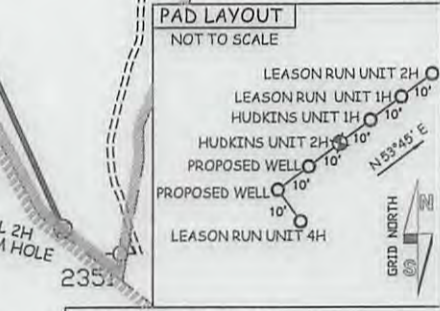 PAD LAYOUT
NOT TO SCALE
LEASON RUN UNIT 2H
10'
LEASON RUN UNIT 1H
10'
HUDKINS UNIT 1H
10'
HUDKINS UNIT 2H
10'
PROPOSED WELL
10'
PROPOSED WELL
10'
LEASON RUN UNIT 4H
N 53°45' E
GRID NORTH
N
S
L 2H
M HOLE
2351